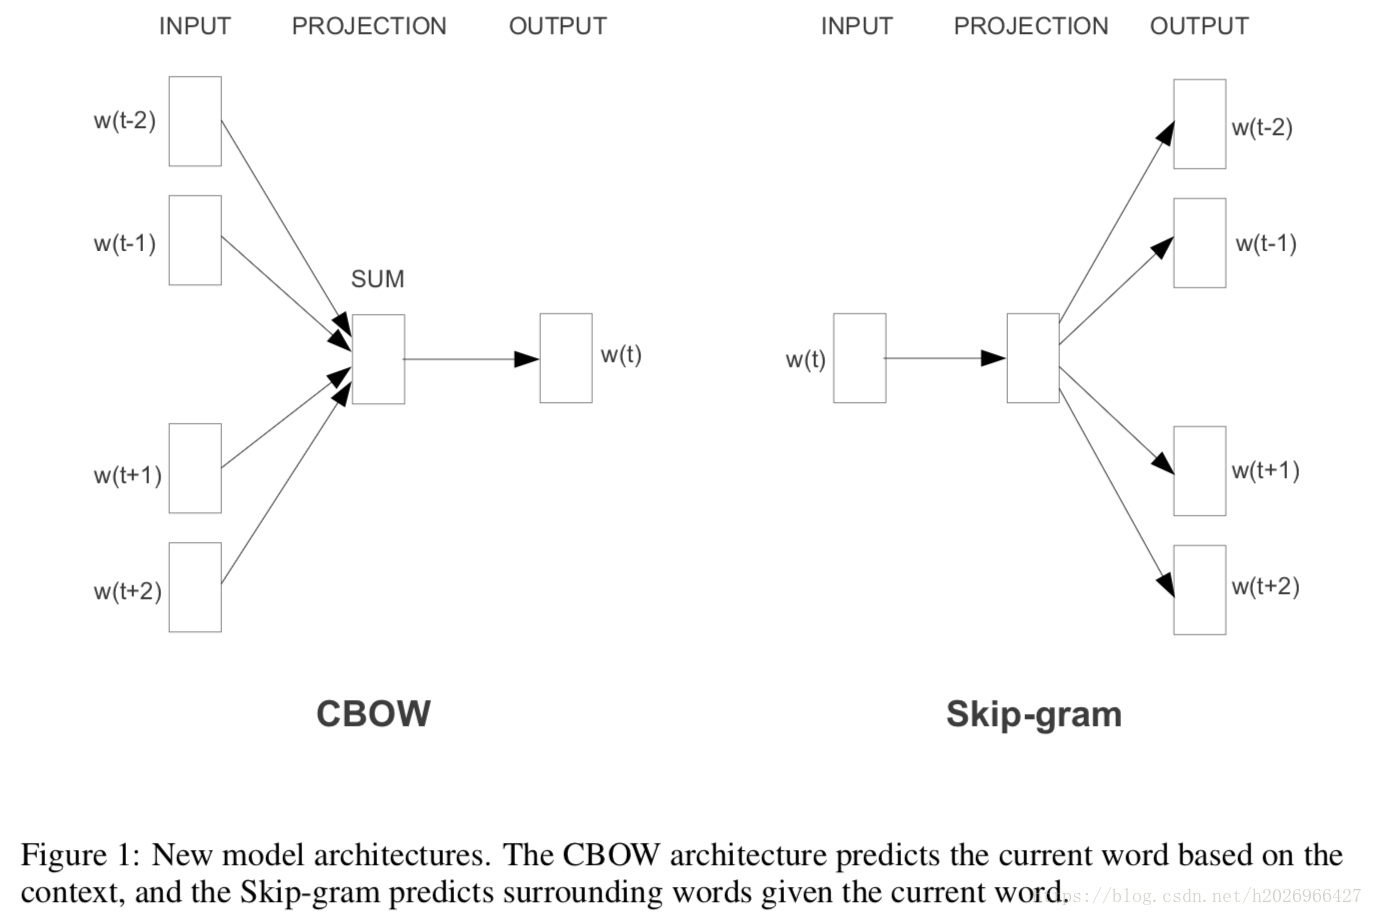 INPUT PROJECTION OUTPUT
w(t-2)
w(t-1)
SUM
w(t)
w(t+1)
w(t+2)
CBOW
INPUT PROJECTION OUTPUT
w(t-2)
w(t-1)
w(t)
w(t+1)
w(t+2)
Skip-gram
Figure 1: New model architectures. The CBOW architecture predicts the current word based on the
context, and the Skip-gram predicts surrounding words given the current word.
https://blog.csdn.net/h2026966427